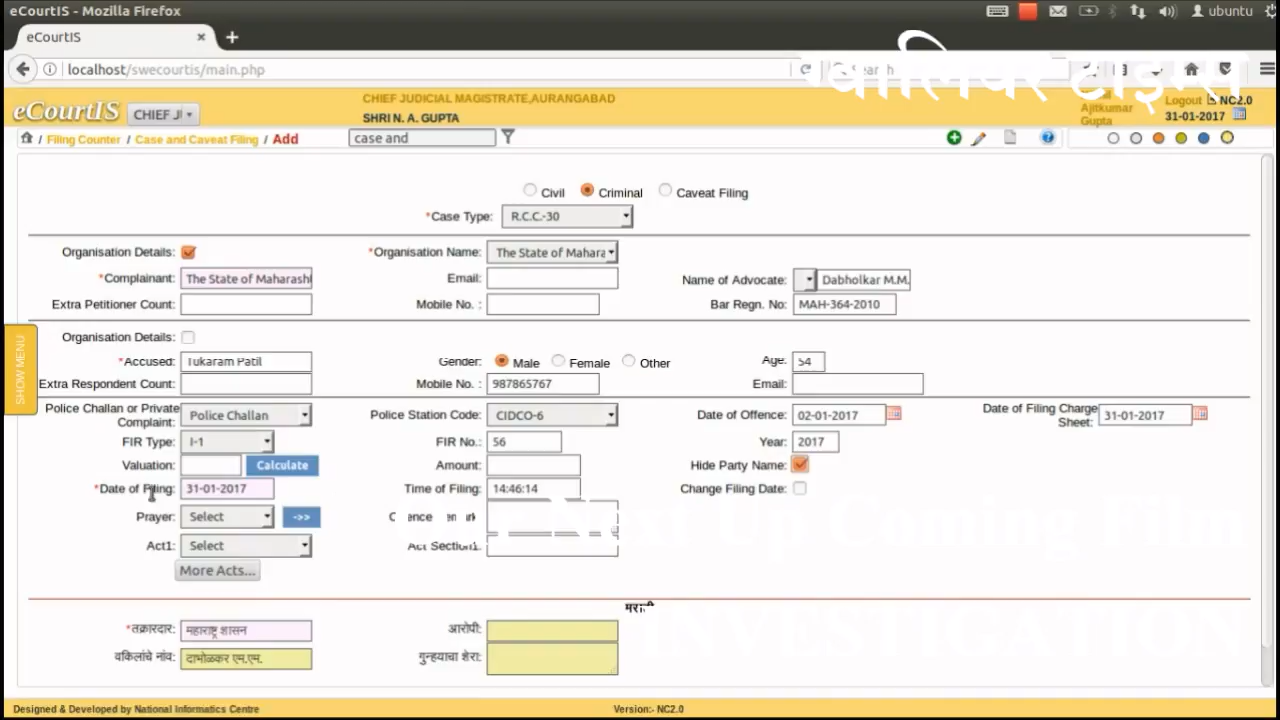 eCourtIS - Mozilla Firefox
ubuntu
eCourtIS
localhost/swecourtis/main.php
Search
ग्वालियर टाइम्स
eCourtIS
CHIEF JI
CHIEF JUDICIAL MAGISTRATE,AURANGABAD
SHRI N. A. GUPTA
Ajitkumar
Gupta
Logout
NC2.0
31-01-2017
/ Filing Counter / Case and Caveat Filing / Add
case and
Civil
Criminal
Caveat Filing
*Case Type:
R.C.C.-30
Organisation Details:
*Organisation Name:
The State of Mahara
*Complainant:
The State of Maharash
Email:
Name of Advocate:
Dabholkar M.M.
Extra Petitioner Count:
Mobile No. :
Bar Regn. No:
MAH-364-2010
SHOW MENU
Organisation Details:
*Accused:
Tukaram Patil
Gender:
Male
Female
Other
Age:
54
Extra Respondent Count:
Mobile No. :
987865767
Email:
Police Challan or Private
Complaint:
Police Challan
Police Station Code:
CIDCO-6
Date of Offence:
02-01-2017
Date of Filing Charge
Sheet:
31-01-2017
FIR Type:
I-1
FIR No.:
56
Year:
2017
Valuation:
Calculate
Amount:
Hide Party Name:
*Date of Filing:
31-01-2017
Time of Filing:
14:46:14
Change Filing Date:
Prayer:
Select
->>
Act1:
Select
Act Section1:
More Acts...
मराठी
*तक्रारदार:
महाराष्ट्र शासन
आरोपी:
वकिलांचे नांव:
दाभोळकर एम.एम.
गुन्हयाचा शेरा:
Designed & Developed by National Informatics Centre
Version:- NC2.0